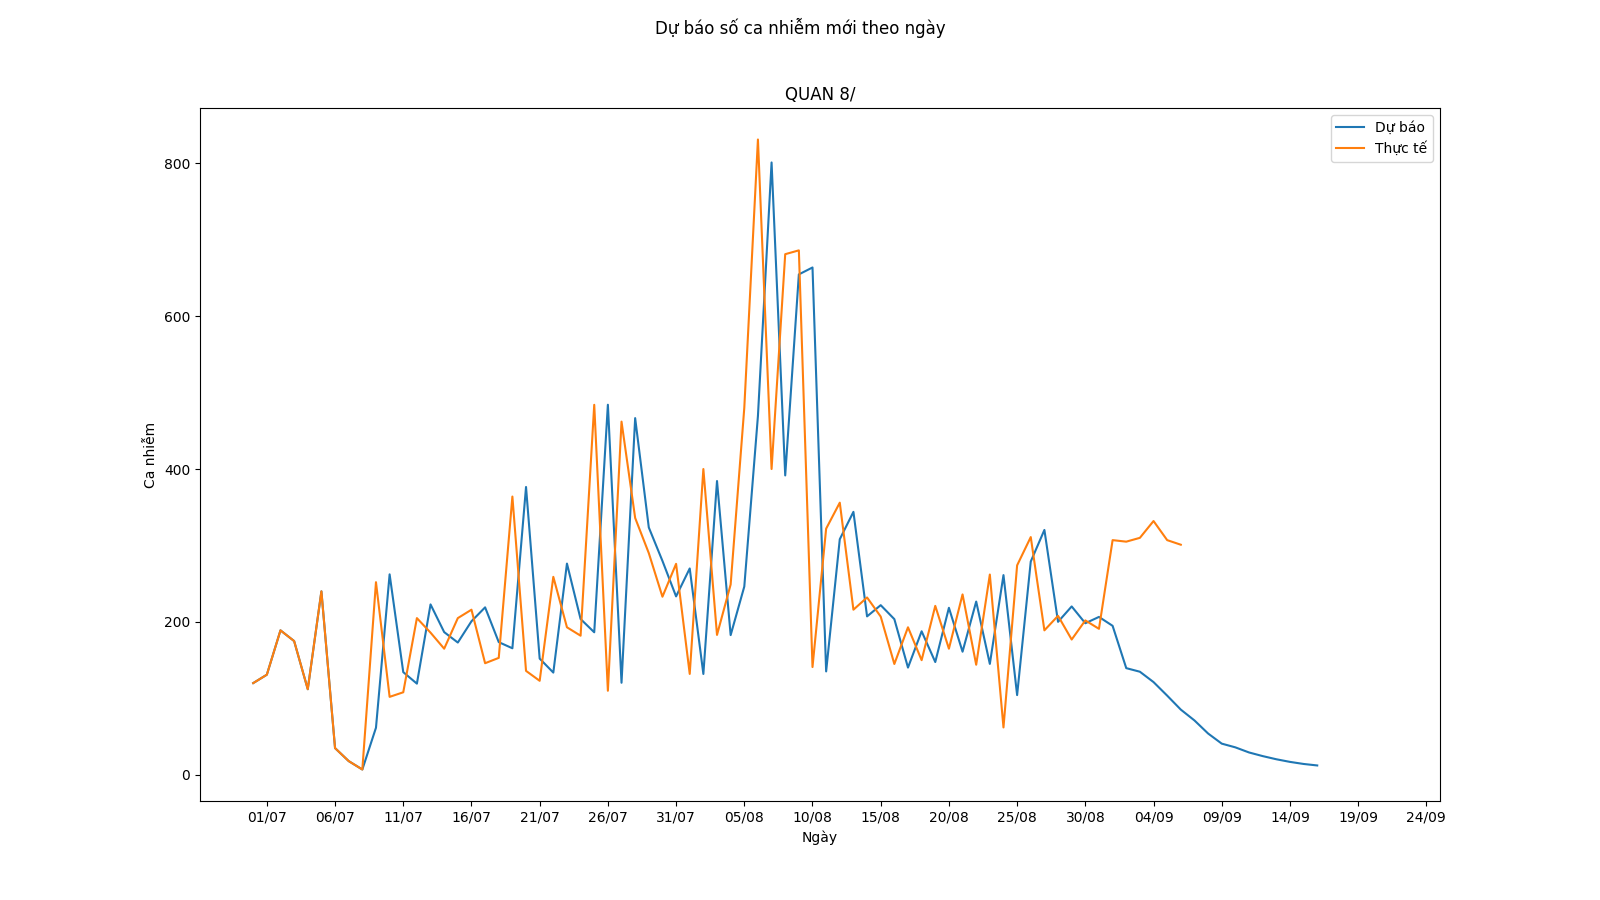 Dự báo số ca nhiễm mới theo ngày
QUAN 8/
Dự báo
Thực tế
800
600
400
200
0
Ca nhiễm
01/07 06/07 11/07 16/07 21/07 26/07 31/07 05/08 10/08 15/08 20/08 25/08 30/08 04/09 09/09 14/09 19/09 24/09
Ngày